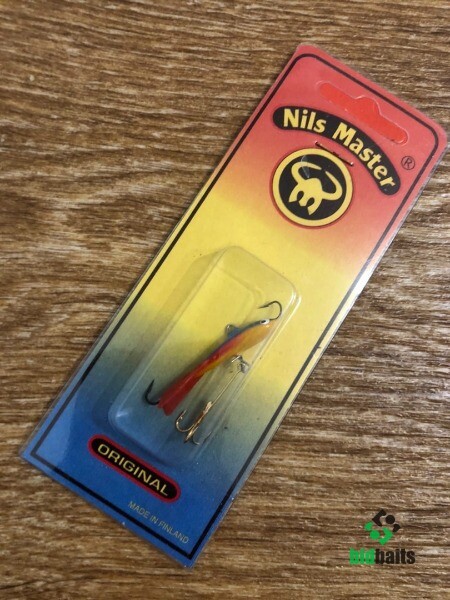 Nils Master ®
ORIGINAL
MADE IN FINLAND
bigbaits